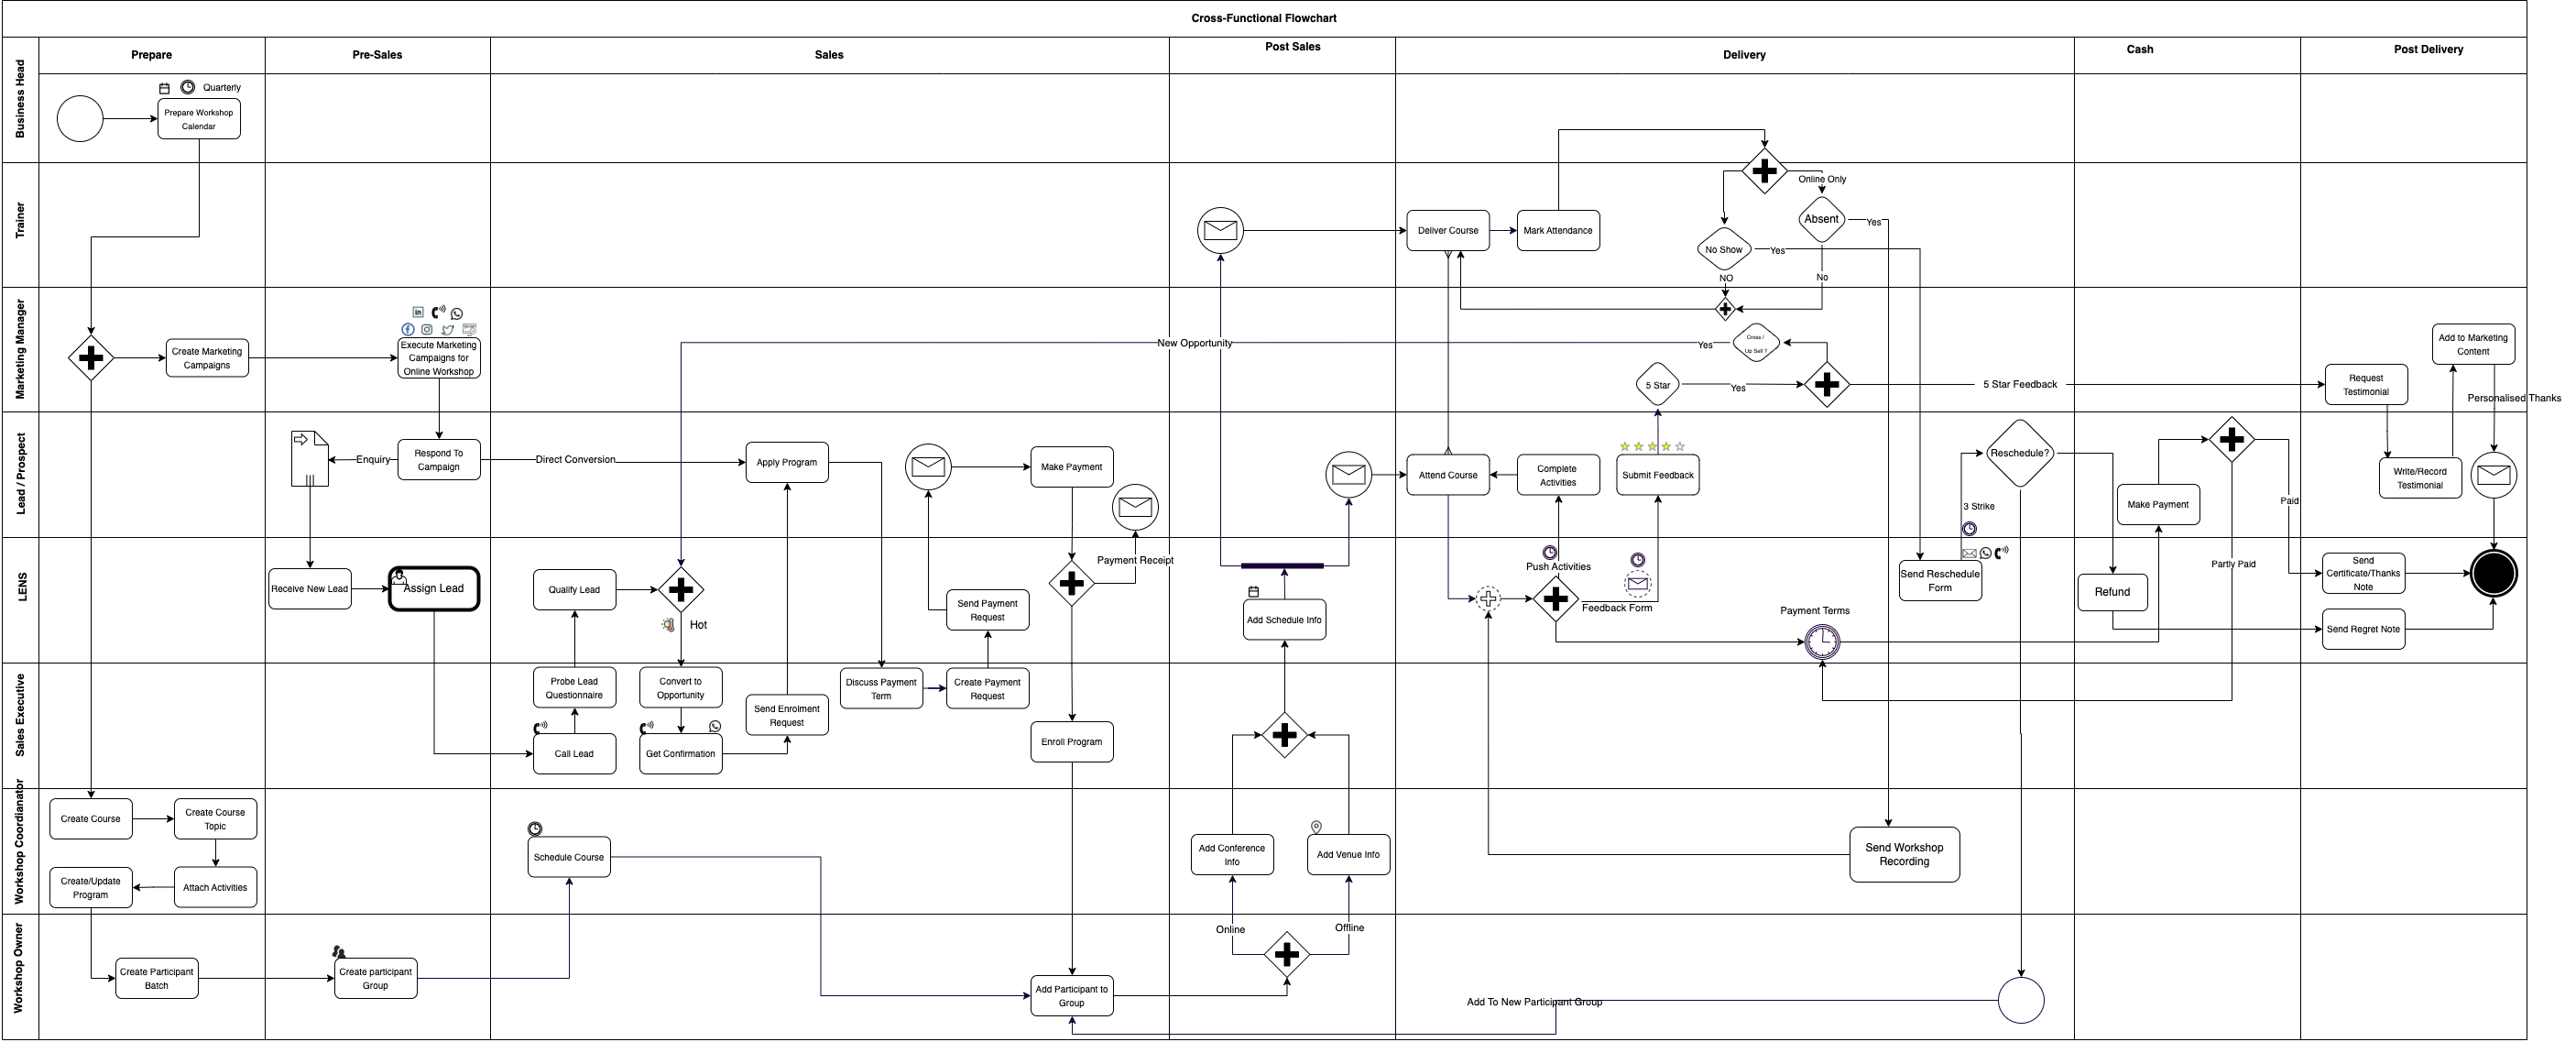 Cross-Functional Flowchart
Prepare
Pre-Sales
Sales
Post Sales
Delivery
Cash
Post Delivery
Business Head
Quarterly
Prepare Workshop
Calendar
Trainer
Online Only
Absent
Yes
Deliver Course
Mark Attendance
No Show
Yes
NO
No
Marketing Manager
Create Marketing
Campaigns
Execute Marketing
Campaigns for
Online Workshop
New Opportunity
Yes
Cross /
Up Sell ?
5 Star
Yes
5 Star Feedback
Request
Testimonial
Add to Marketing
Content
Personalised Thanks
Lead / Prospect
Enquiry
Respond To
Campaign
Direct Conversion
Apply Program
Make Payment
Attend Course
Complete
Activities
Submit Feedback
Reschedule?
3 Strike
Make Payment
Paid
Write/Record
Testimonial
LENS
Receive New Lead
Assign Lead
Qualify Lead
Hot
Send Payment
Request
Payment Receipt
Add Schedule Info
Push Activities
Feedback Form
Payment Terms
Send Reschedule
Form
Refund
Partly Paid
Send
Certificate/Thanks
Note
Send Regret Note
Sales Executive
Probe Lead
Questionnaire
Call Lead
Convert to
Opportunity
Get Confirmation
Send Enrolment
Request
Discuss Payment
Term
Create Payment
Request
Enroll Program
Workshop Coordianator
Create Course
Create Course
Topic
Create/Update
Program
Attach Activities
Schedule Course
Add Conference
Info
Add Venue Info
Send Workshop
Recording
Workshop Owner
Create Participant
Batch
Create participant
Group
Add Participant to
Group
Online
Offline
Add To New Participant Group